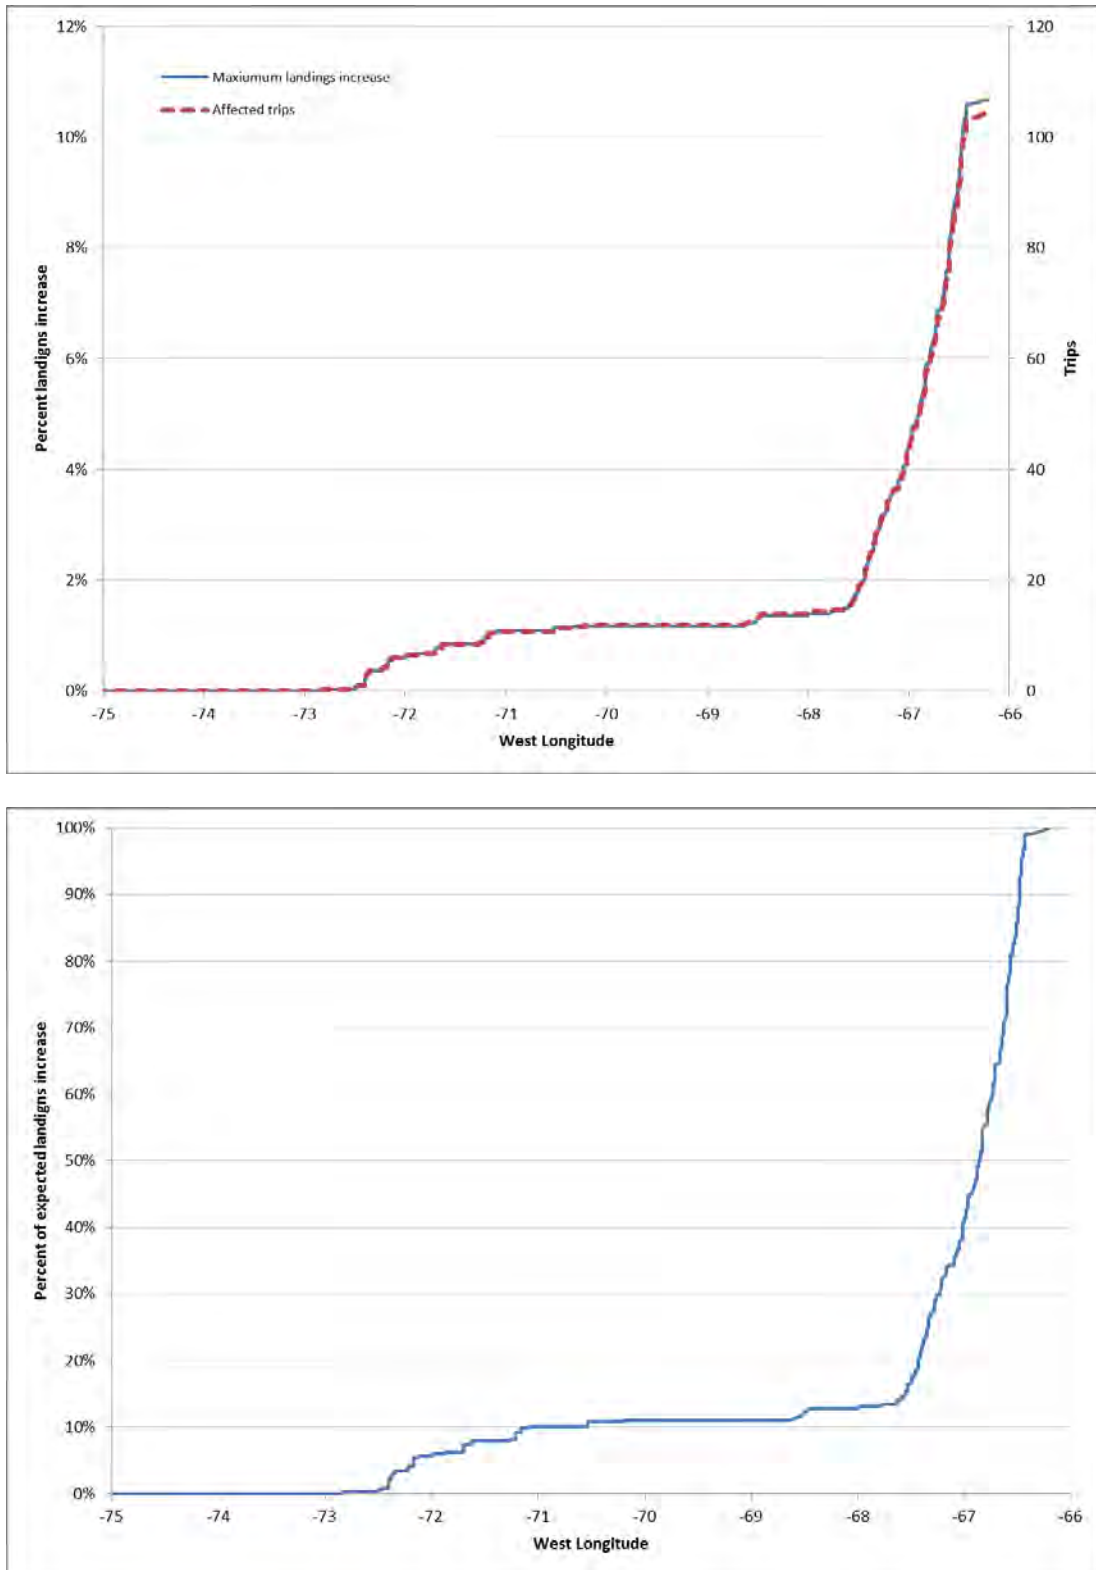 12%
120
Maxiumum landings increase
Affected trips
10%
100
8%
80
6%
60
4%
40
2%
20
0%
0
Percent landigns increase
Trips
-75 -74 -73 -72 -71 -70 -69 -68 -67 -66
West Longitude
100%
90%
80%
70%
60%
50%
40%
30%
20%
10%
0%
Percent of expected landigns increase
-75 -74 -73 -72 -71 -70 -69 -68 -67 -66
West Longitude